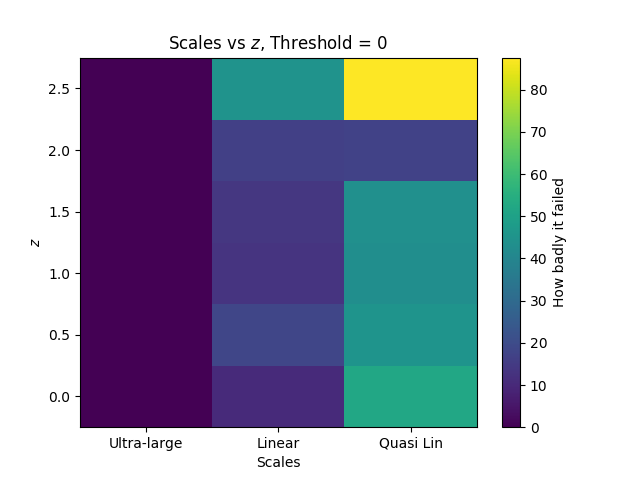 Scales vs z, Threshold = 0
2.5
2.0
1.5
1.0
0.5
0.0
z
Ultra-large
Linear
Quasi Lin
Scales
80
70
60
50
40
30
20
10
0
How badly it failed